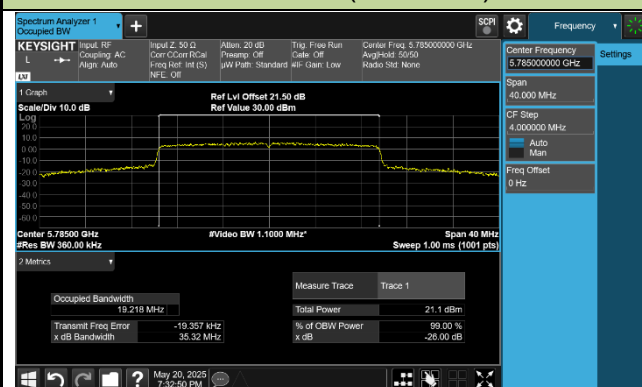 Spectrum Analyzer 1
Occupied BW
SCPI
Frequency
KEYSIGHT
L
LXI
Input: RF
Coupling: AC
Align: Auto
Input Z: 50 Ω
Corr CCorr RCal
Freq Ref: Int (S)
NFE: Off
Atten: 20 dB
Preamp: Off
µW Path: Standard
Trig: Free Run
Gate: Off
#IF Gain: Low
Center Freq: 5.785000000 GHz
Avg|Hold: 50/50
Radio Std: None
Center Frequency
5.785000000 GHz
Settings
Span
40.000 MHz
CF Step
4.000000 MHz
Auto
Man
Freq Offset
0 Hz
1 Graph
Scale/Div 10.0 dB
Ref Lvl Offset 21.50 dB
Ref Value 30.00 dBm
Log
20.0
10.0
0.00
-10.0
-20.0
-30.0
-40.0
-50.0
-60.0
Center 5.78500 GHz
#Video BW 1.1000 MHz*
Span 40 MHz
#Res BW 360.00 kHz
Sweep 1.00 ms (1001 pts)
2 Metrics
Measure Trace
Trace 1
Occupied Bandwidth
19.218 MHz
Total Power
21.1 dBm
Transmit Freq Error
-19.357 kHz
% of OBW Power
99.00 %
x dB Bandwidth
35.32 MHz
x dB
-26.00 dB
May 20, 2025
7:32:50 PM